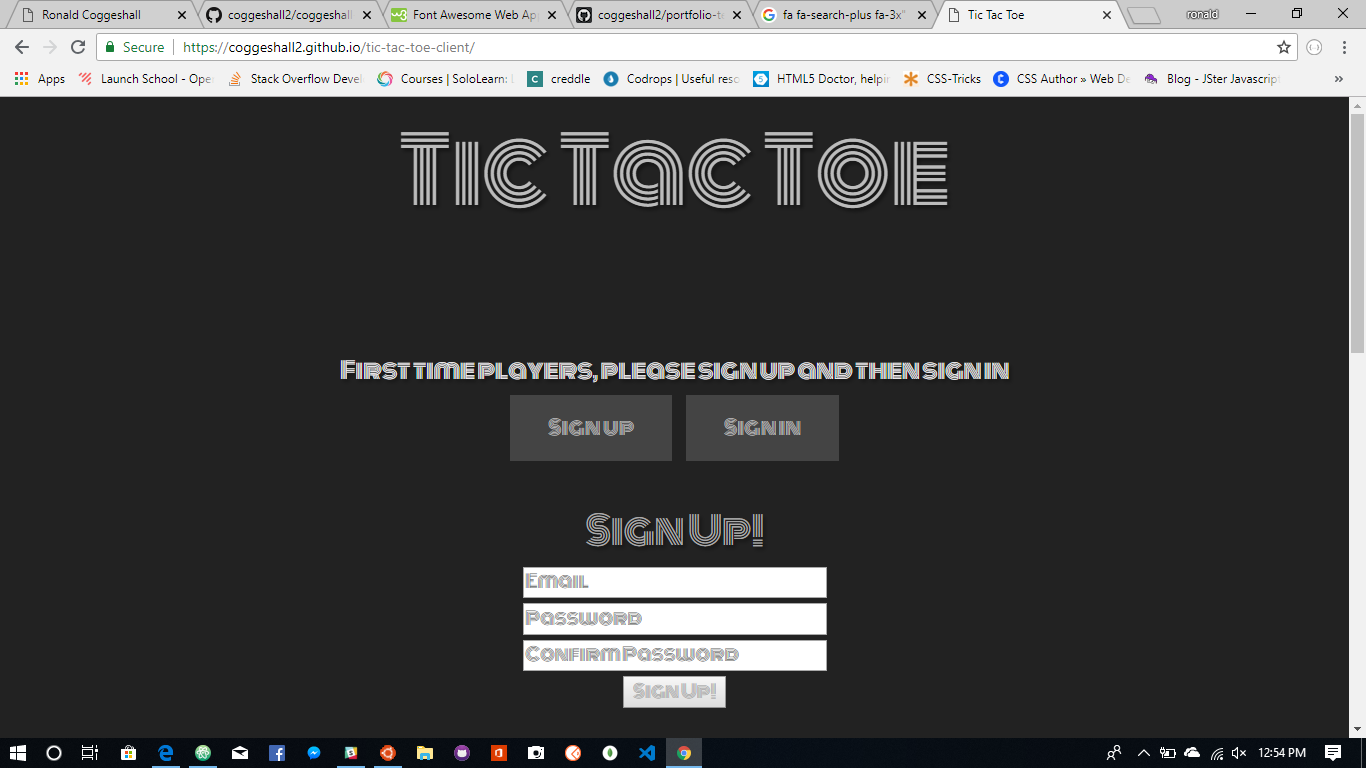 Ronald Coggeshall
coggeshall2/coggeshall
Font Awesome Web Ap
coggeshall2/portfolio-t
fa fa-search-plus fa-3x"
Tic Tac Toe
ronald
Secure
https://coggeshall2.github.io/tic-tac-toe-client/
Apps
Launch School - Ope
Stack Overflow Deve
Courses | SoloLearn:
creddle
Codrops | Useful reso
HTML5 Doctor, helpin
CSS-Tricks
CSS Author » Web De
Blog - JSter Javascript
»
Tic Tac Toe
First time players, please sign up and then sign in
Sign up
Sign in
Sign Up!
Email
Password
Confirm Password
Sign Up!
12:54 PM